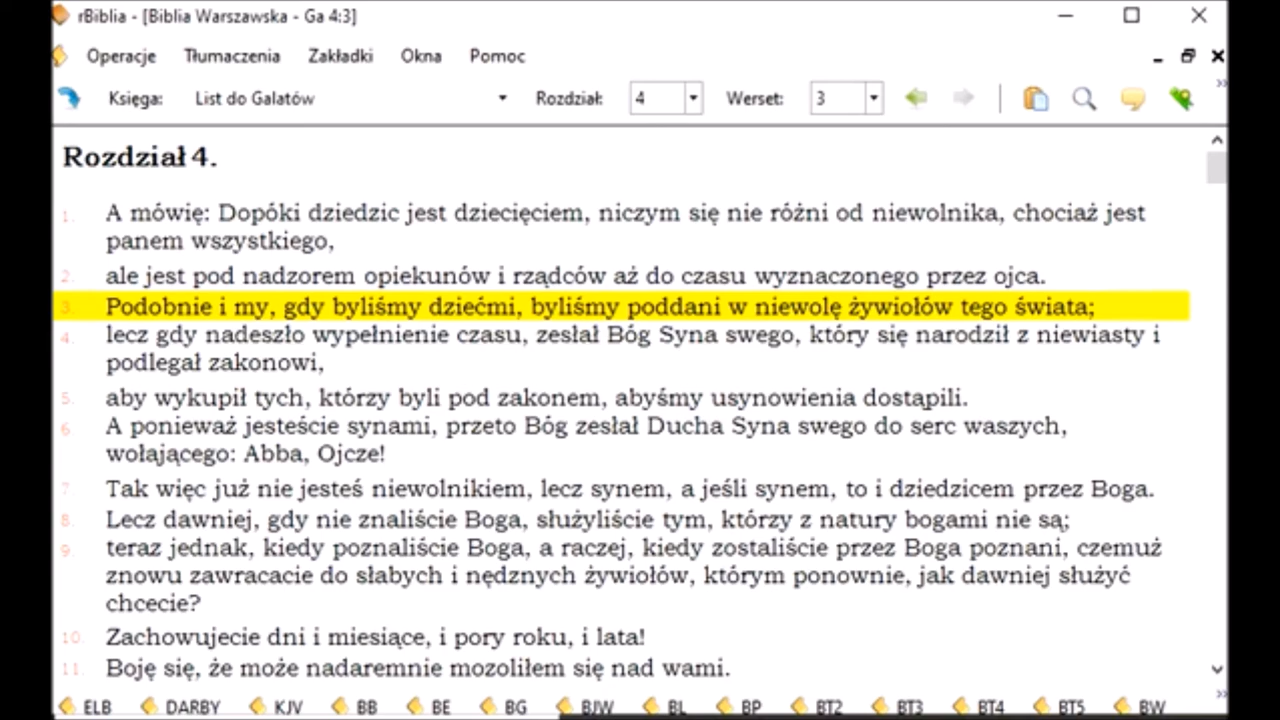 rBiblia - [Biblia Warszawska - Ga 4:3]
Operacje Tłumaczenia Zakładki Okna Pomoc
Księga: List do Galatów Rozdział: 4 Werset: 3
Rozdział 4.
1. A mówię: Dopóki dziedzic jest dziecięciem, niczym się nie różni od niewolnika, chociaż jest
panem wszystkiego,
2. ale jest pod nadzorem opiekunów i rządców aż do czasu wyznaczonego przez ojca.
3. Podobnie i my, gdy byliśmy dziećmi, byliśmy poddani w niewolę żywiołów tego świata;
4. lecz gdy nadeszło wypełnienie czasu, zesłał Bóg Syna swego, który się narodził z niewiasty i
podlegał zakonowi,
5. aby wykupił tych, którzy byli pod zakonem, abyśmy usynowienia dostąpili.
6. A ponieważ jesteście synami, przeto Bóg zesłał Ducha Syna swego do serc waszych,
wołającego: Abba, Ojcze!
7. Tak więc już nie jesteś niewolnikiem, lecz synem, a jeśli synem, to i dziedzicem przez Boga.
8. Lecz dawniej, gdy nie znaliście Boga, służyliście tym, którzy z natury bogami nie są;
9. teraz jednak, kiedy poznaliście Boga, a raczej, kiedy zostaliście przez Boga poznani, czemuż
znowu zawracacie do słabych i nędznych żywiołów, którym ponownie, jak dawniej służyć
chcecie?
10. Zachowujecie dni i miesiące, i pory roku, i lata!
11. Boję się, że może nadaremnie mozoliłem się nad wami.
ELB DARBY KJV BB BE BG BJW BL BP BT2 BT3 BT4 BT5 BW